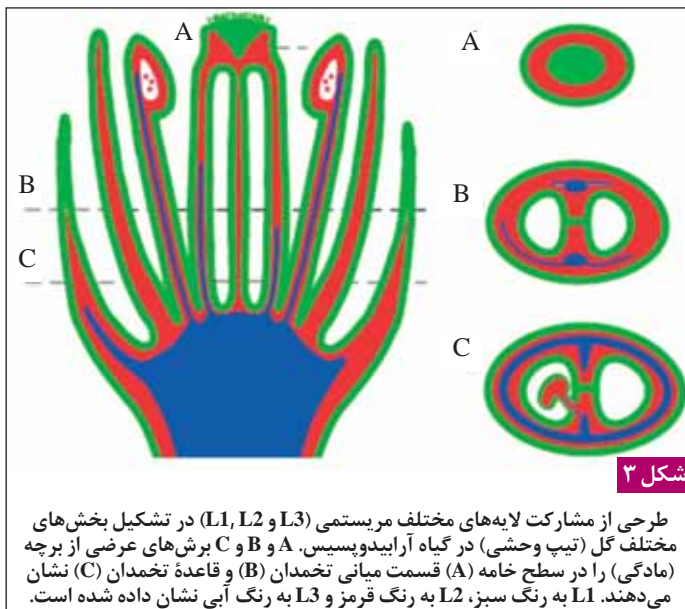 A
A
B
B
C
C
شکل ۳
طرحی از مشارکت لایه‌های مختلف مریستمی (L1, L2 و L3) در تشکیل بخش‌های
مختلف گل (تیپ وحشی) در گیاه آرابیدوپسیس. A و B و C برش‌های عرضی از برچه
(مادگی) را در سطح خامه (A) قسمت میانی تخمدان (B) و قاعدهٔ تخمدان (C) نشان
می‌دهند. L1 به رنگ سبز، L2 به رنگ قرمز و L3 به رنگ آبی نشان داده شده است.